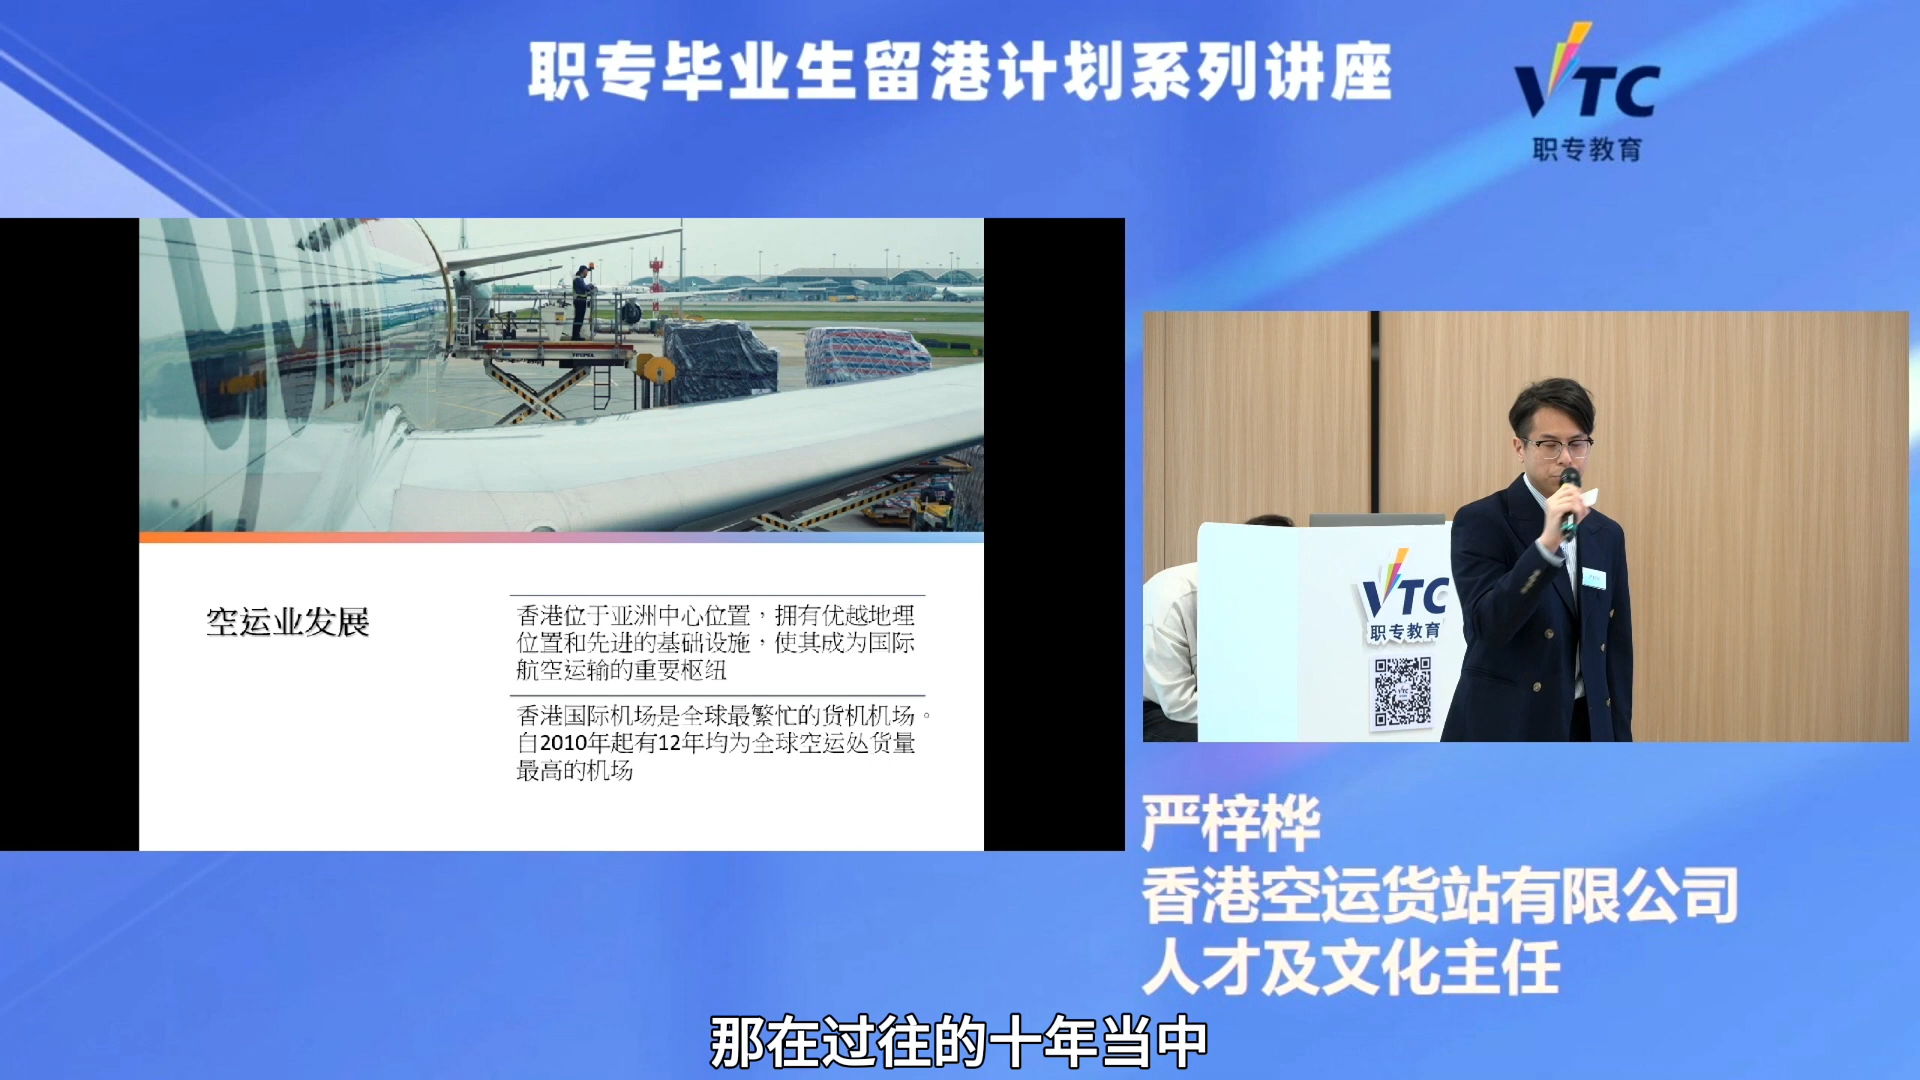 职专毕业生留港计划系列讲座
VTC
职专教育
空运业发展
香港位于亚洲中心位置，拥有优越地理
位置和先进的基础设施，使其成为国际
航空运输的重要枢纽
香港国际机场是全球最繁忙的货机机场。
自2010年起有12年均为全球空运处货量
最高的机场
VTC
职专教育
严梓桦
香港空运货站有限公司
人才及文化主任
那在过往的十年当中